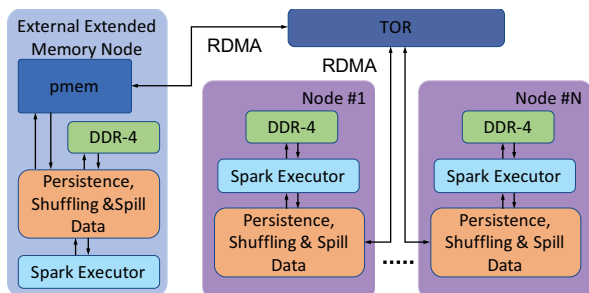 External Extended
Memory Node
pmem
DDR-4
Persistence,
Shuffling &Spill
Data
Spark Executor
RDMA
TOR
RDMA
Node #1
DDR-4
Spark Executor
Persistence,
Shuffling & Spill
Data
.....
Node #N
DDR-4
Spark Executor
Persistence,
Shuffling & Spill
Data